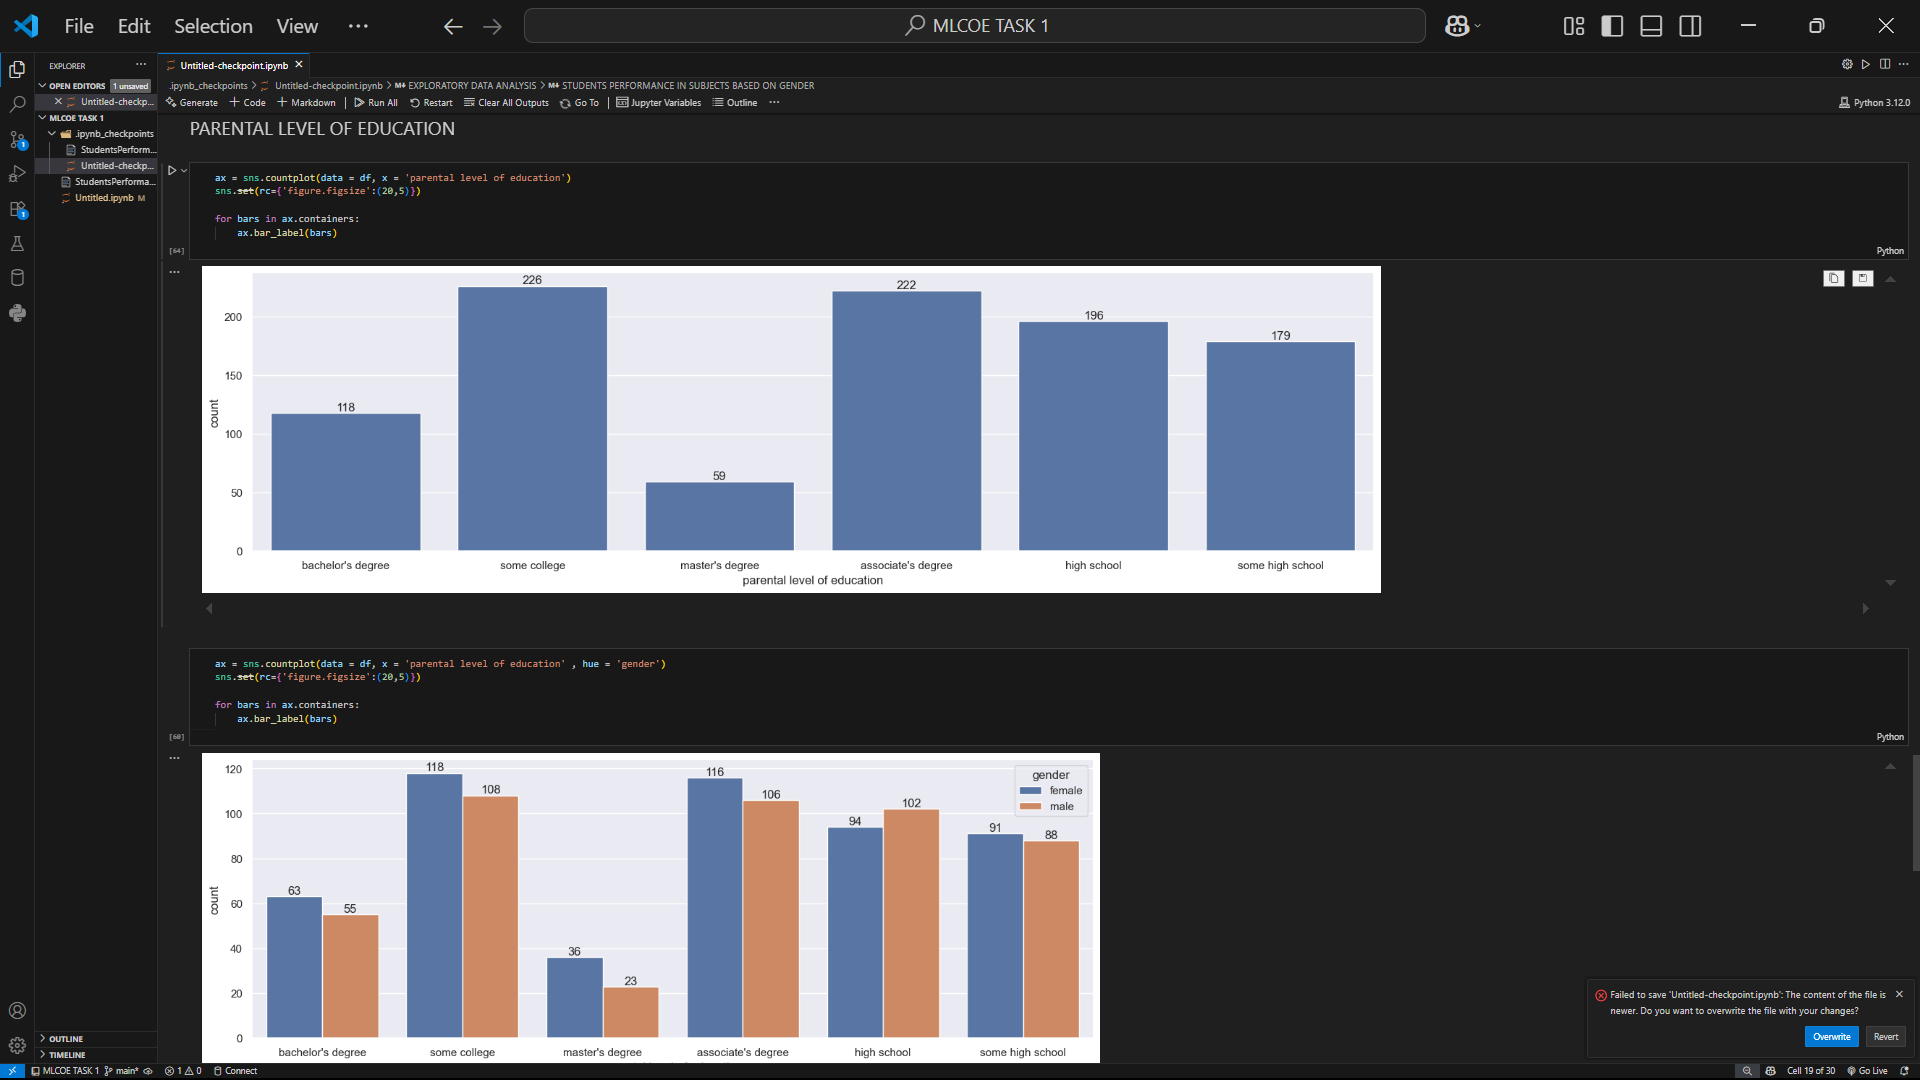 File Edit Selection View ···
MLCOE TASK 1
EXPLORER ···
OPEN EDITORS 1 unsaved
Untitled-checkp...
MLCOE TASK 1
.ipynb_checkpoints
StudentsPerform...
Untitled-checkp...
StudentsPerforma...
Untitled.ipynb M
OUTLINE
TIMELINE
Untitled-checkpoint.ipynb
.ipynb_checkpoints > Untitled-checkpoint.ipynb > M↓ EXPLORATORY DATA ANALYSIS > M↓ STUDENTS PERFORMANCE IN SUBJECTS BASED ON GENDER
Generate + Code + Markdown | Run All Restart Clear All Outputs Go To | Jupyter Variables Outline ···
Python 3.12.0
PARENTAL LEVEL OF EDUCATION
ax = sns.countplot(data = df, x = 'parental level of education')
sns.set(rc={'figure.figsize':(20,5)})
for bars in ax.containers:
ax.bar_label(bars)
[64]
Python
226
222
196
179
118
59
200
150
100
50
0
count
bachelor's degree some college master's degree associate's degree high school some high school
parental level of education
ax = sns.countplot(data = df, x = 'parental level of education' , hue = 'gender')
sns.set(rc={'figure.figsize':(20,5)})
for bars in ax.containers:
ax.bar_label(bars)
[60]
Python
120
100
80
60
40
20
0
count
63 55
118 108
36 23
116 106
94 102
91 88
gender
female
male
bachelor's degree some college master's degree associate's degree high school some high school
Failed to save 'Untitled-checkpoint.ipynb': The content of the file is
newer. Do you want to overwrite the file with your changes?
Overwrite Revert
MLCOE TASK 1 main* 1 0 Connect
Cell 19 of 30 Go Live